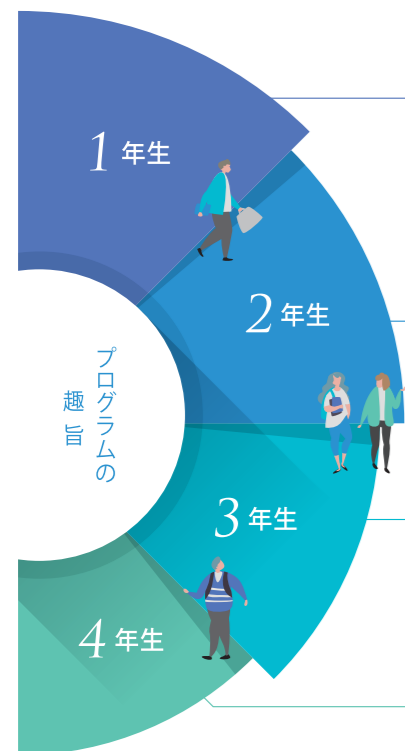 1 年生
2 年生
プログラムの
趣旨
3 年生
4 年生